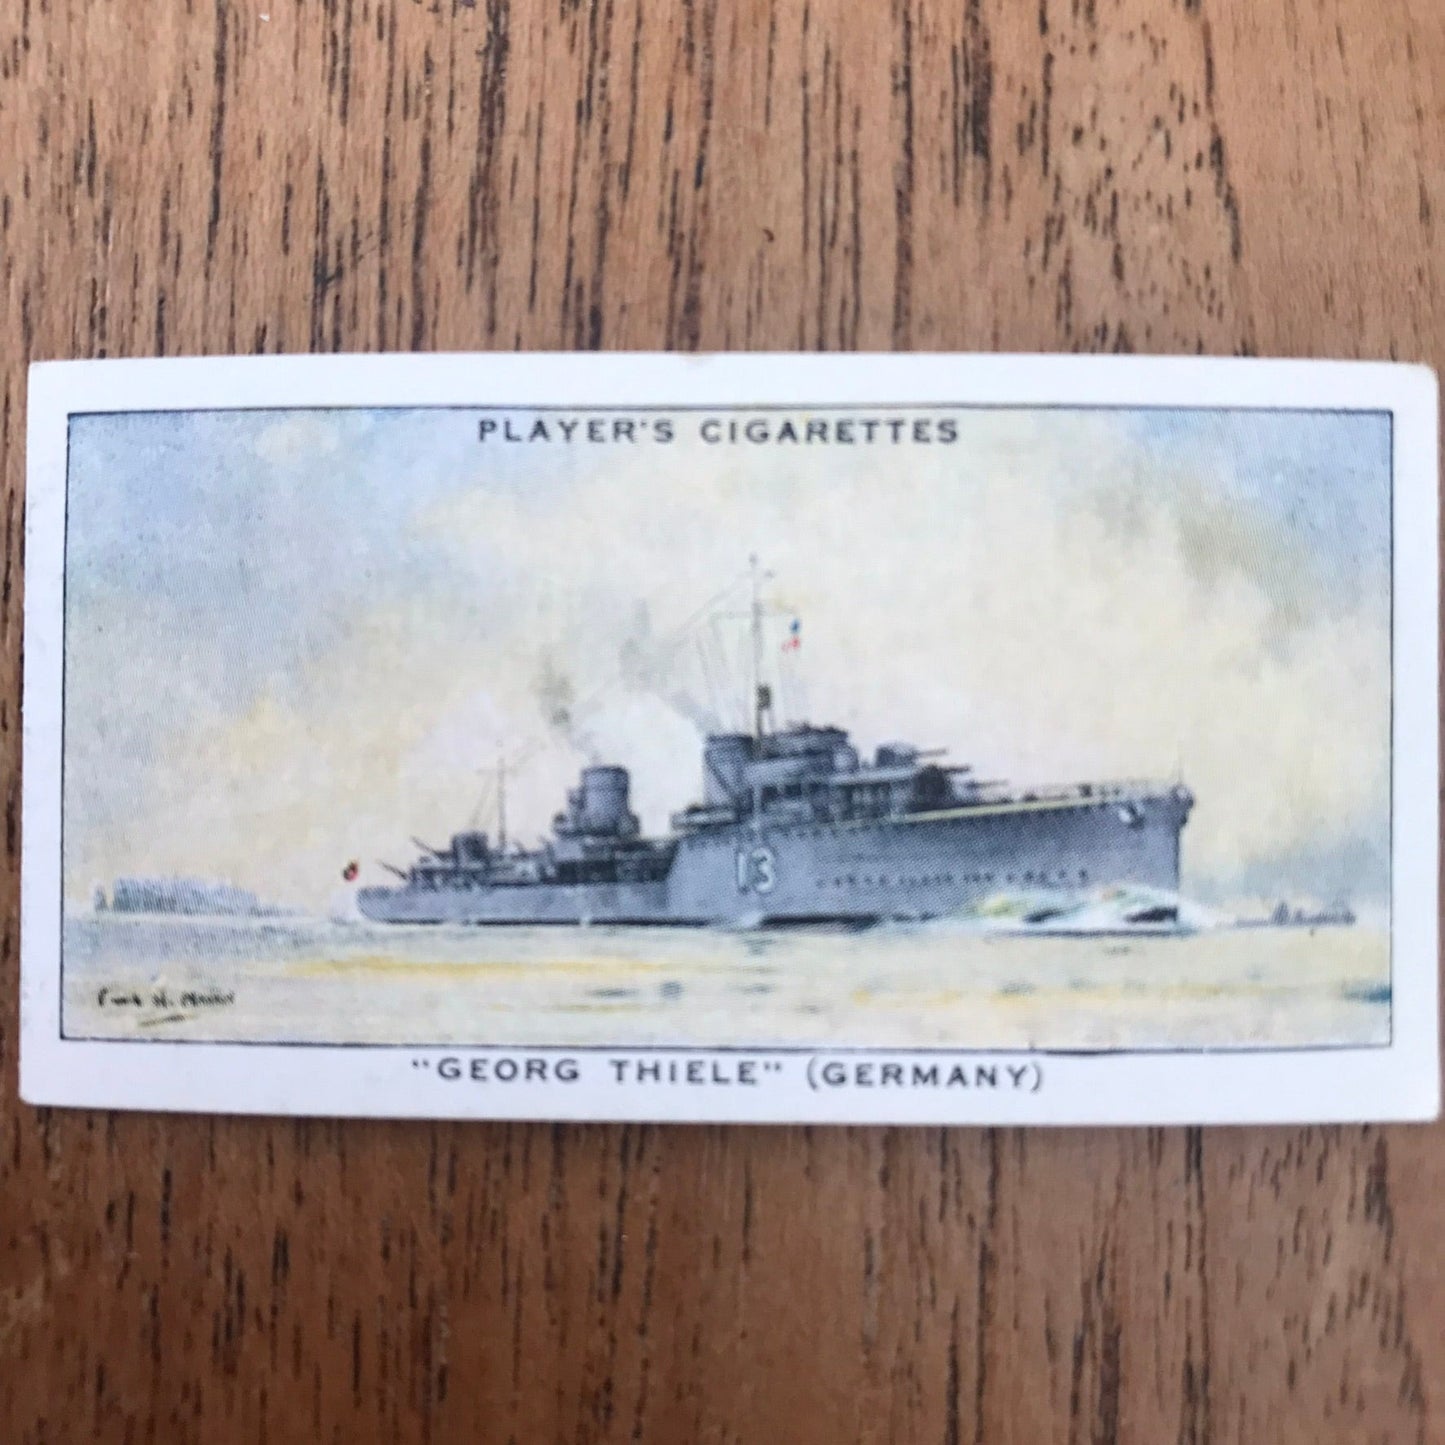 PLAYER'S CIGARETTES
13
"GEORG THIELE" (GERMANY)